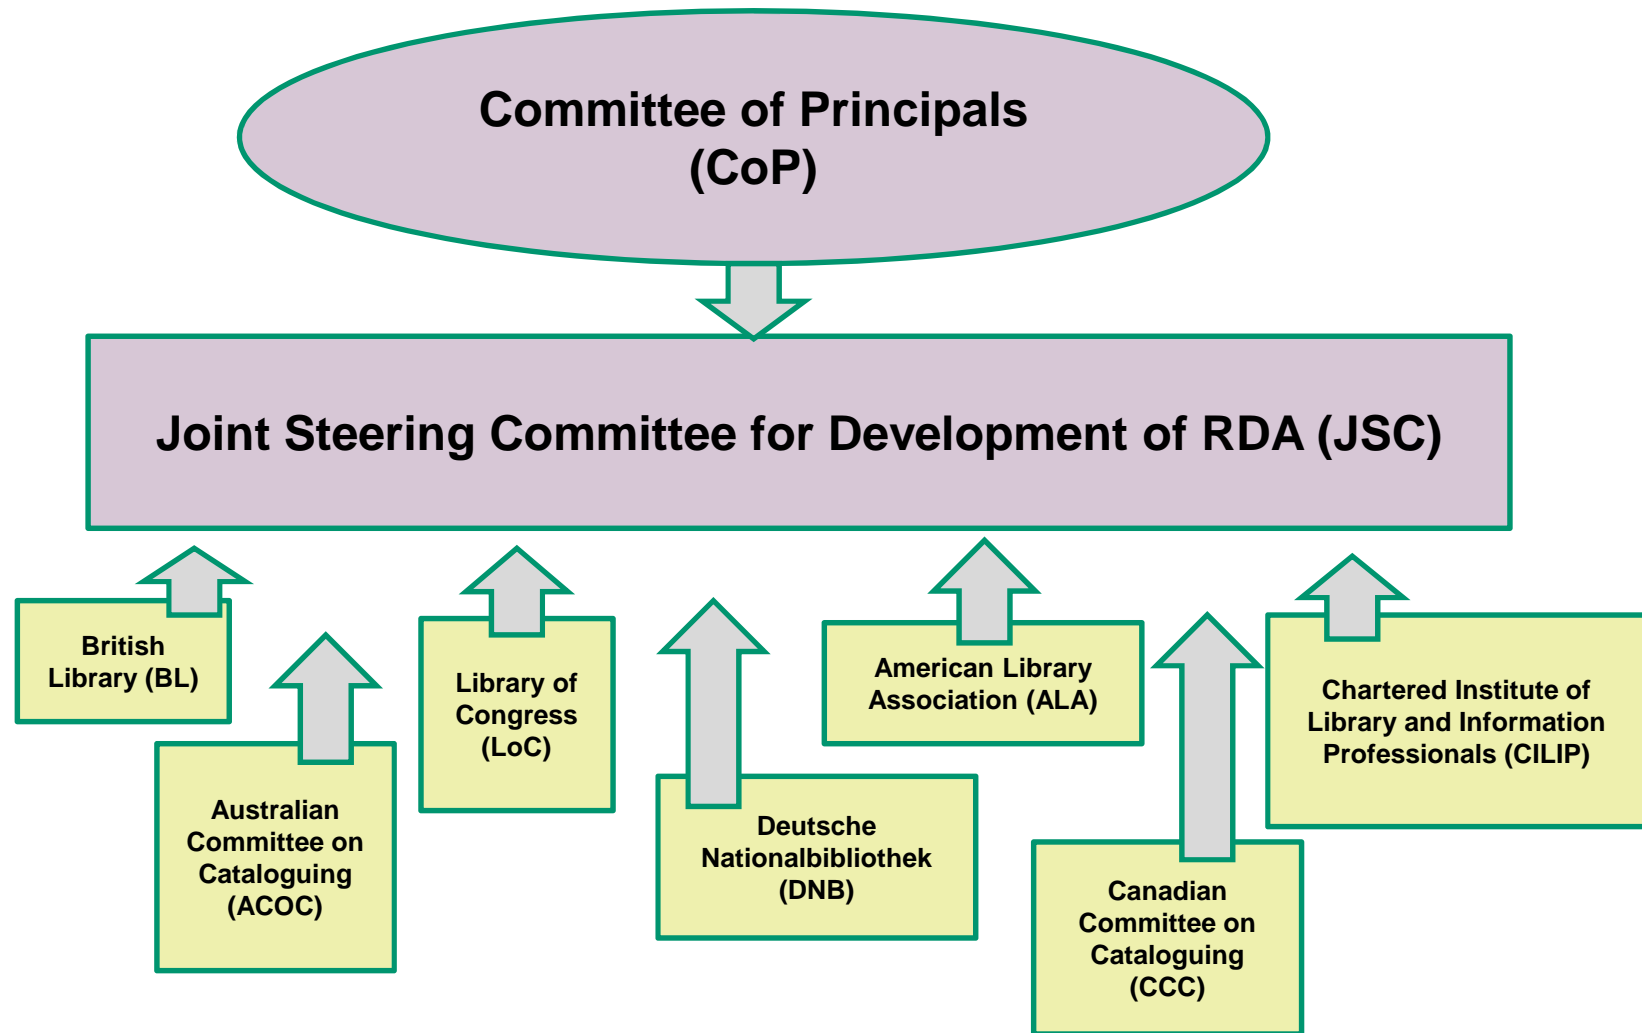 Committee of Principals
(CoP)
Joint Steering Committee for Development of RDA (JSC)
British
Library (BL)
Australian
Committee on
Cataloguing
(ACOC)
Library of
Congress
(LoC)
Deutsche
Nationalbibliothek
(DNB)
American Library
Association (ALA)
Canadian
Committee on
Cataloguing
(CCC)
Chartered Institute of
Library and Information
Professionals (CILIP)